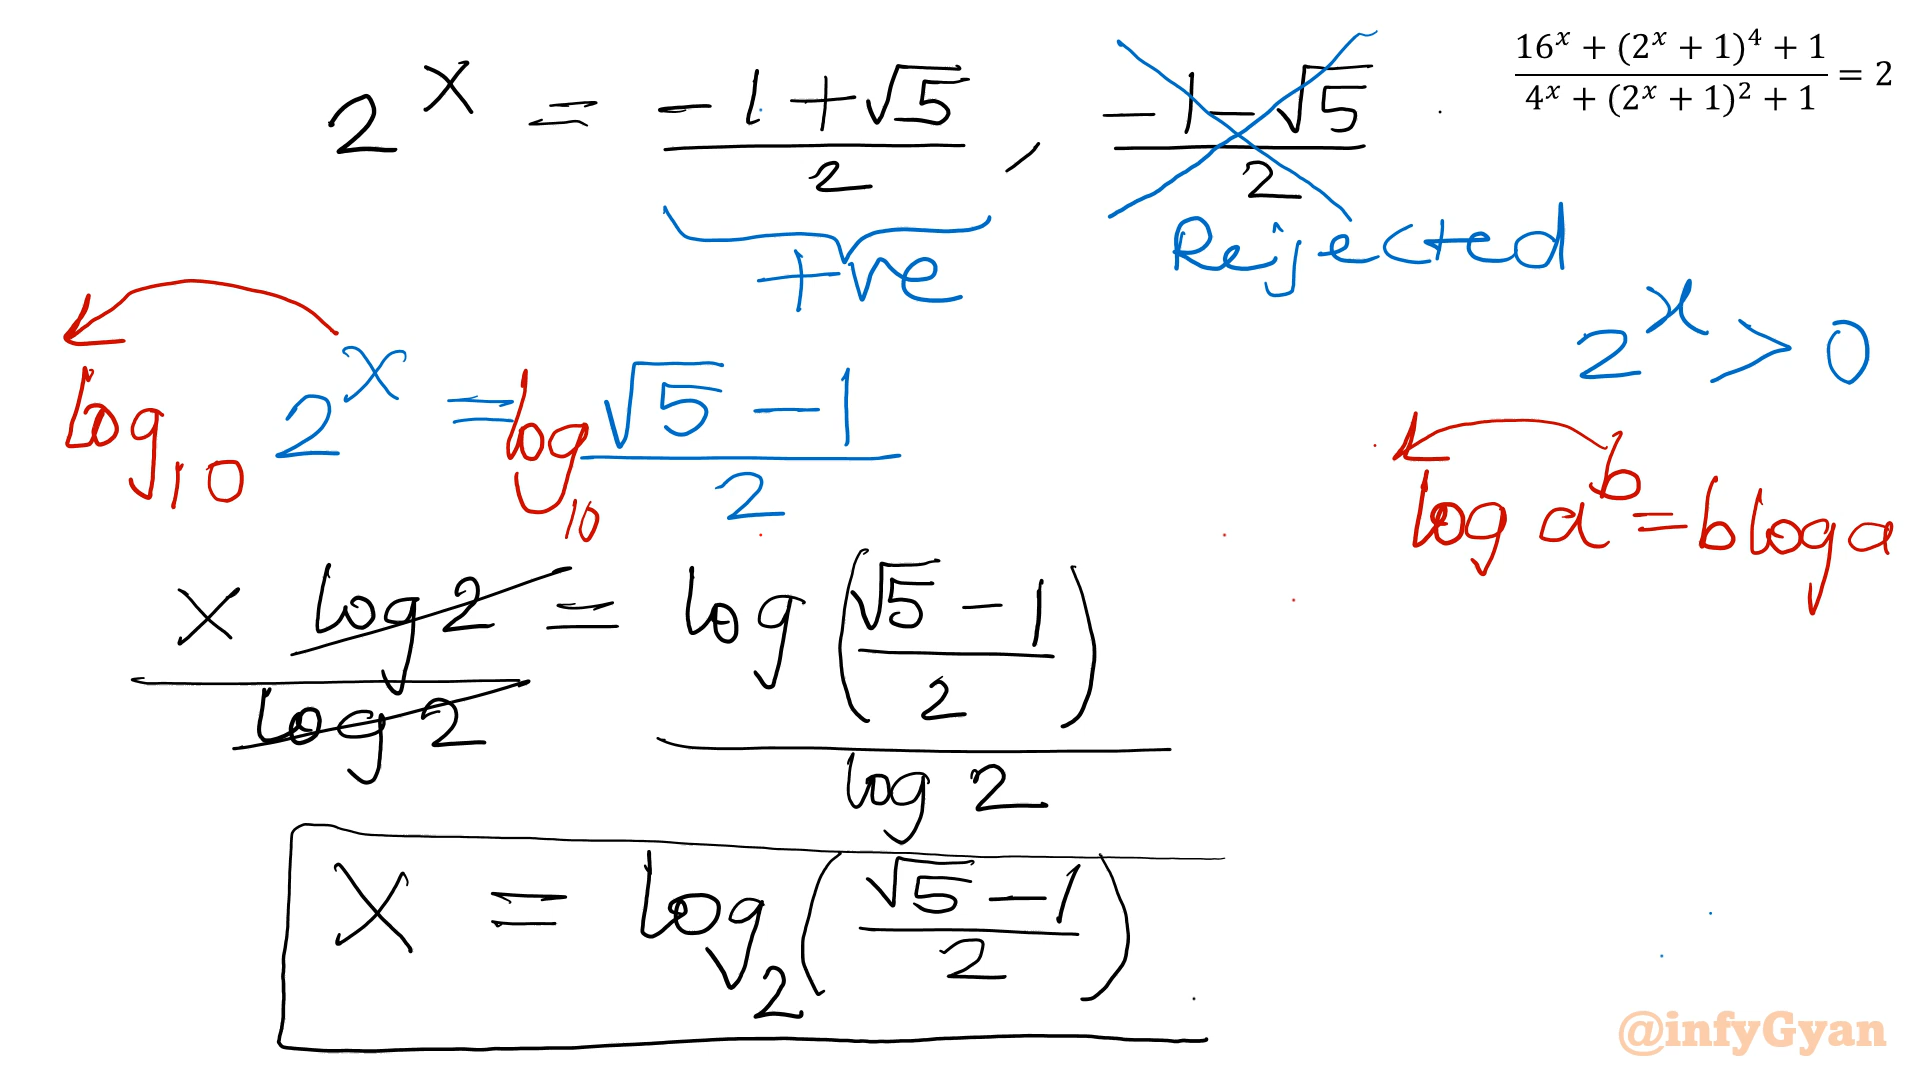 2^x = (-1+√5)/2 , (-1-√5)/2
(16^x + (2^x + 1)^4 + 1)/(4^x + (2^x + 1)^2 + 1) = 2
+ve
Rejected
2^x > 0
log_10 2^x = log_10 (√5 - 1)/2
log a^b = b log a
(x log 2)/(log 2) = (log((√5 - 1)/2))/(log 2)
x = log_2((√5 - 1)/2)
@infyGyan